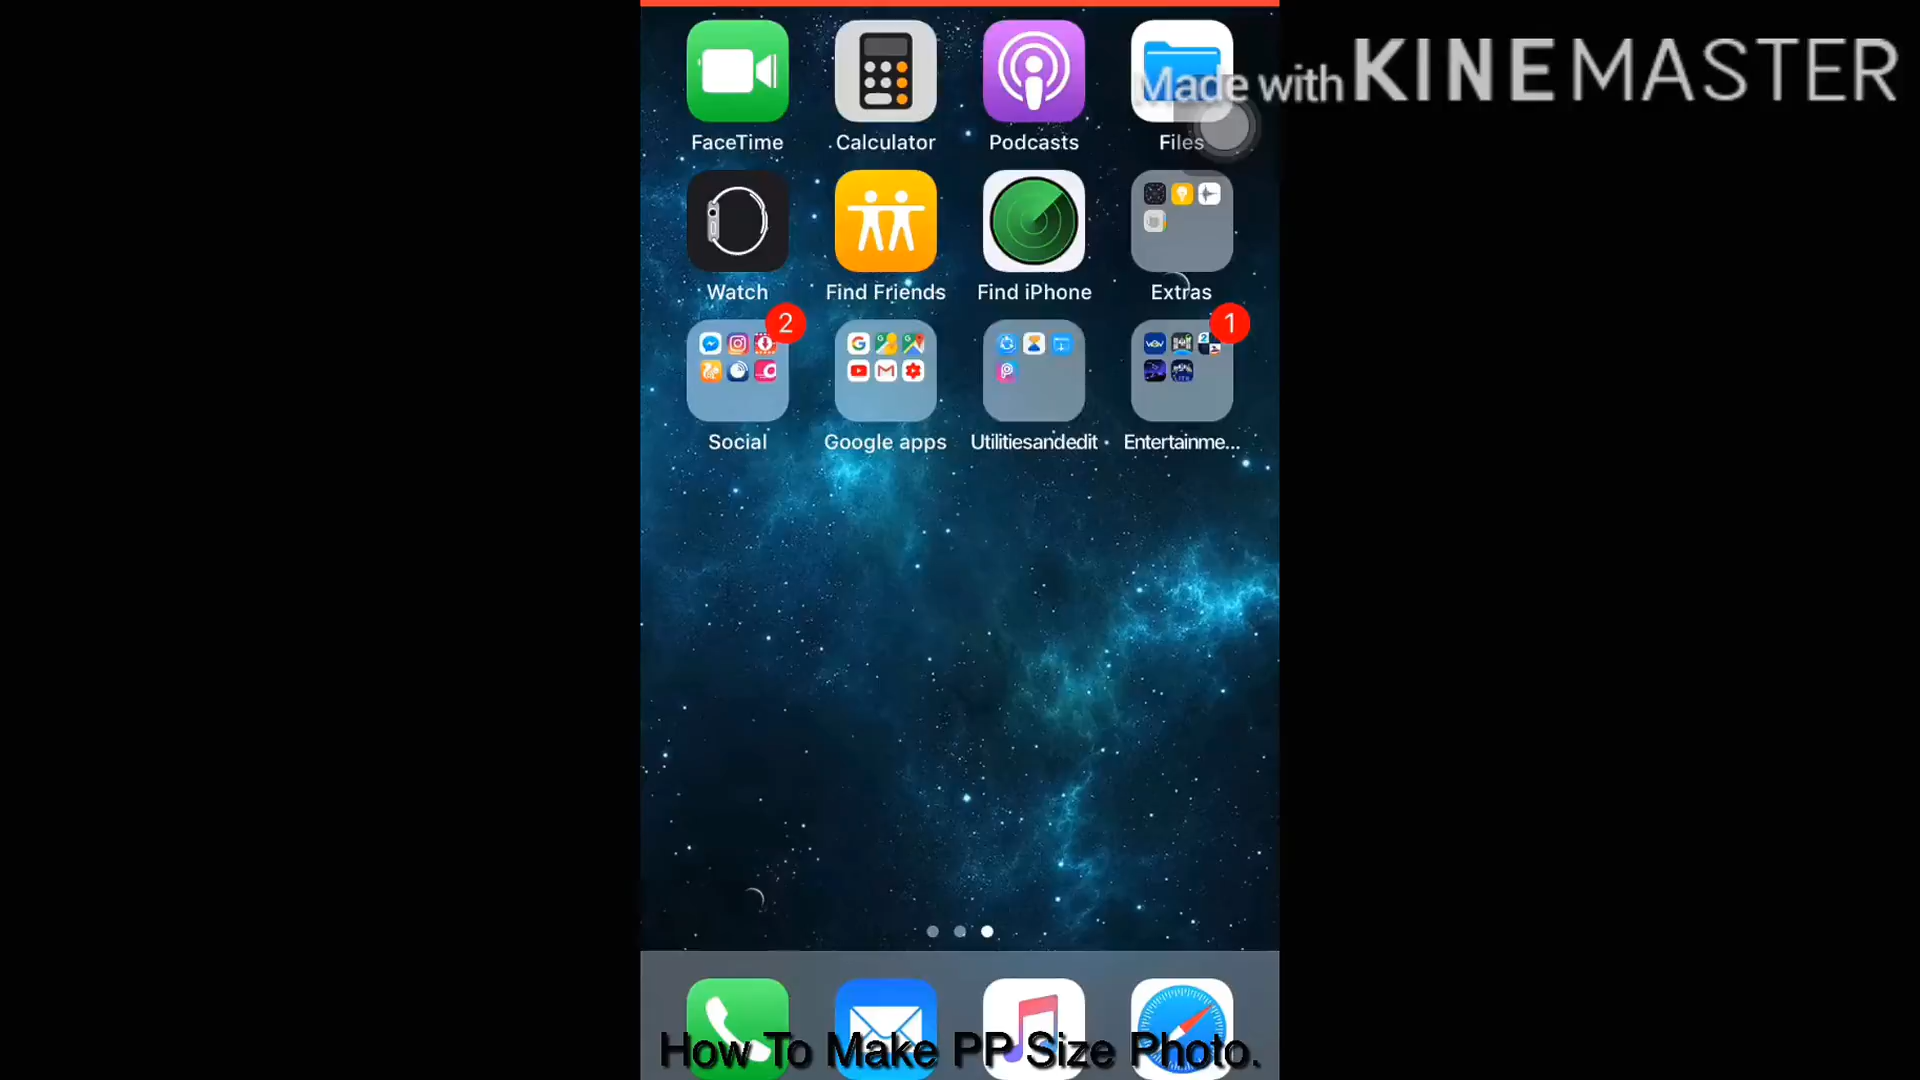 Made with KINEMASTER
FaceTime
Calculator
Podcasts
Files
Watch
Find Friends
Find iPhone
Extras
2
1
Social
Google apps
Utilitiesandedit
Entertainme...
How To Make PP Size Photo.